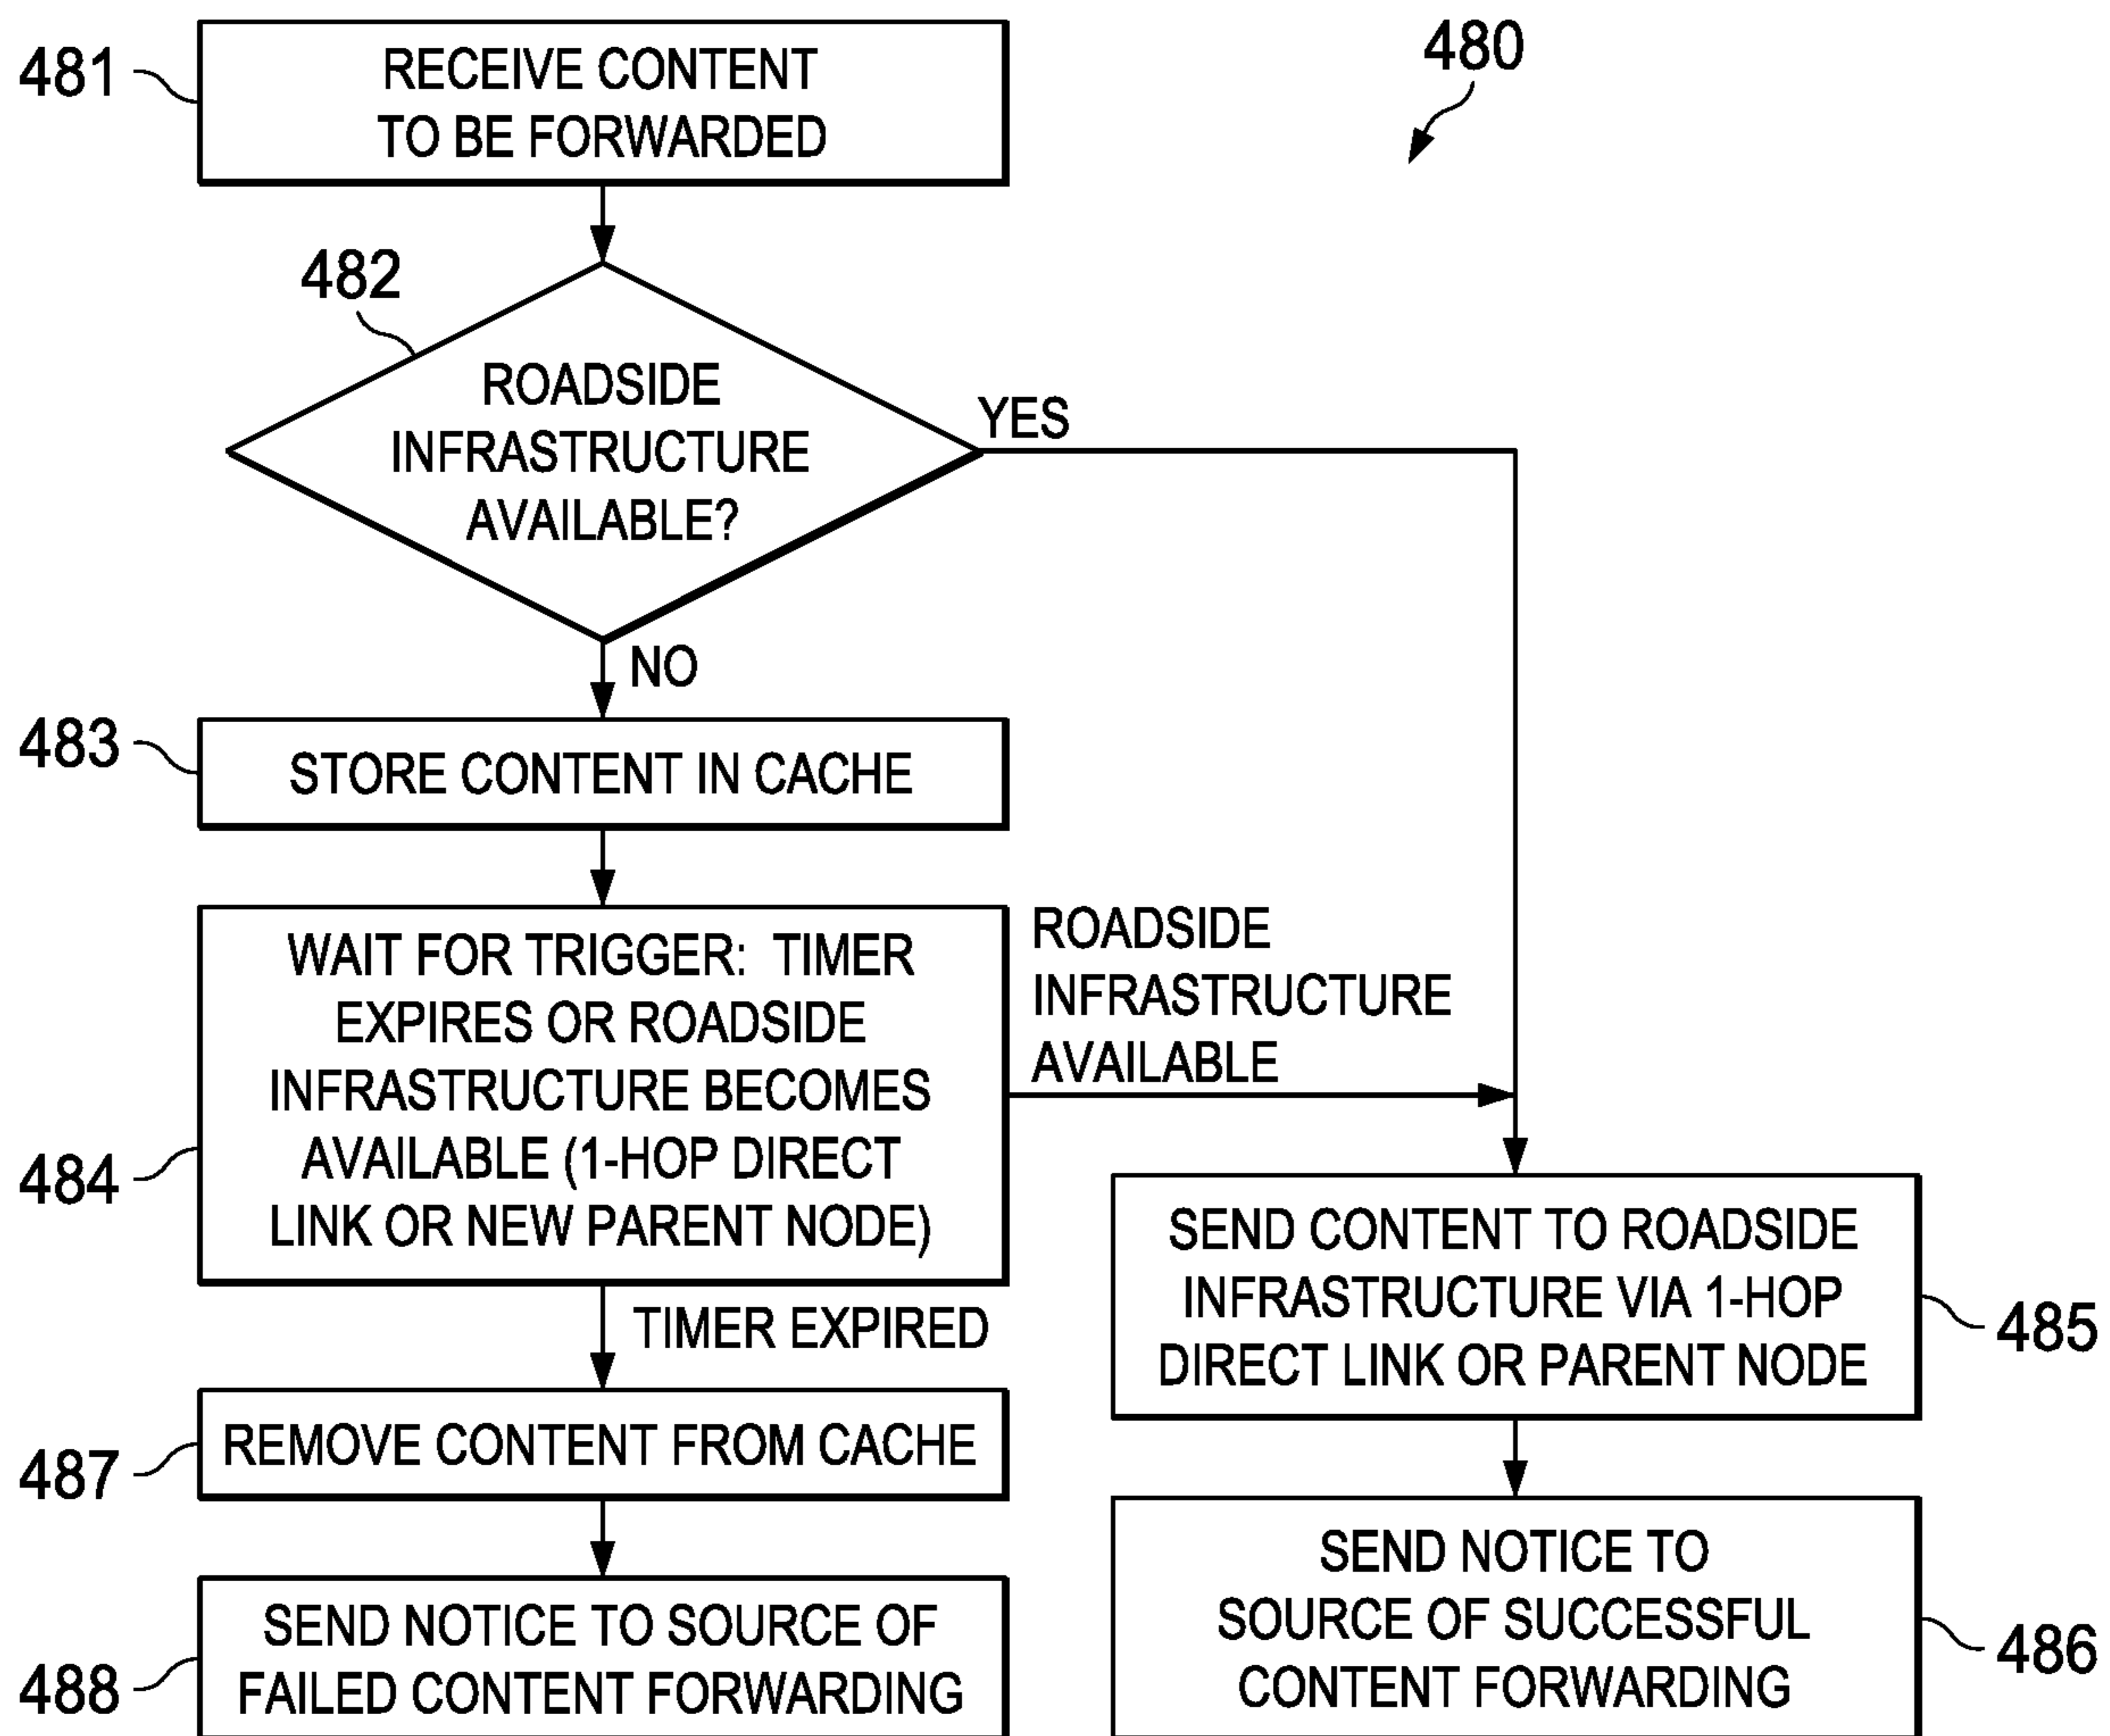 481
RECEIVE CONTENT
TO BE FORWARDED
480
482
ROADSIDE
INFRASTRUCTURE
AVAILABLE?
YES
NO
483
STORE CONTENT IN CACHE
484
WAIT FOR TRIGGER: TIMER
EXPIRES OR ROADSIDE
INFRASTRUCTURE BECOMES
AVAILABLE (1-HOP DIRECT
LINK OR NEW PARENT NODE)
ROADSIDE
INFRASTRUCTURE
AVAILABLE
TIMER EXPIRED
SEND CONTENT TO ROADSIDE
INFRASTRUCTURE VIA 1-HOP
DIRECT LINK OR PARENT NODE
485
487
REMOVE CONTENT FROM CACHE
488
SEND NOTICE TO SOURCE OF
FAILED CONTENT FORWARDING
SEND NOTICE TO
SOURCE OF SUCCESSFUL
CONTENT FORWARDING
486